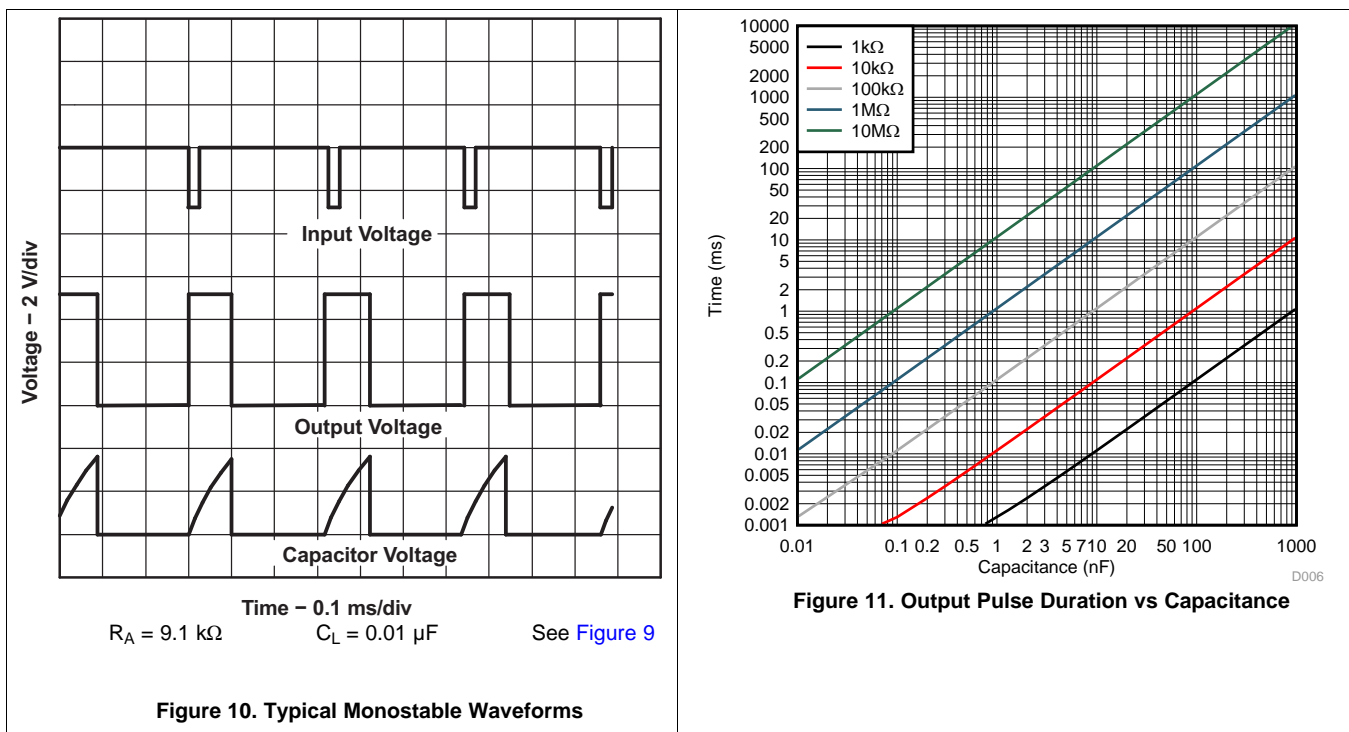 Voltage − 2 V/div
Input Voltage
Output Voltage
Capacitor Voltage
Time − 0.1 ms/div
RA = 9.1 kΩ CL = 0.01 µF See Figure 9
Figure 10. Typical Monostable Waveforms
Time (ms)
10000
5000
2000
1000
500
200
100
50
20
10
5
2
1
0.5
0.2
0.1
0.05
0.02
0.01
0.005
0.002
0.001
1kΩ
10kΩ
100kΩ
1MΩ
10MΩ
0.01 0.1 0.2 0.5 1 2 3 5 7 10 20 50 100 1000
Capacitance (nF)
D006
Figure 11. Output Pulse Duration vs Capacitance